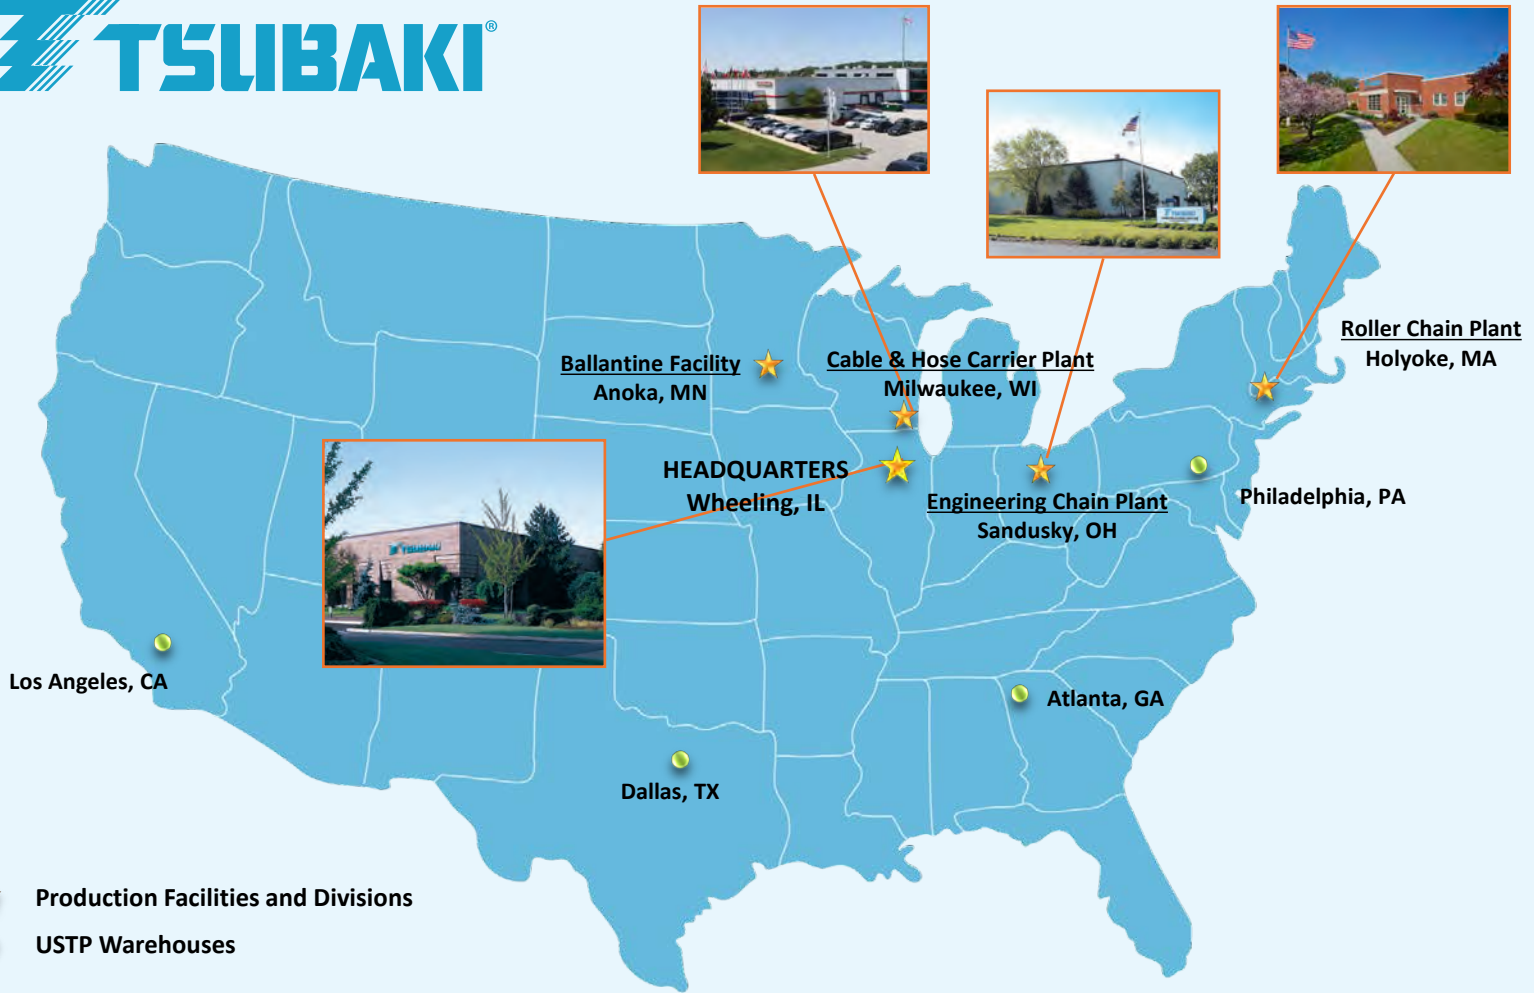 TSUBAKI®
TSUBAKI
Roller Chain Plant
Holyoke, MA
Ballantine Facility
Anoka, MN
Cable & Hose Carrier Plant
Milwaukee, WI
HEADQUARTERS
Wheeling, IL
Engineering Chain Plant
Sandusky, OH
Philadelphia, PA
TSUBAKI
Los Angeles, CA
Atlanta, GA
Dallas, TX
Production Facilities and Divisions
USTP Warehouses